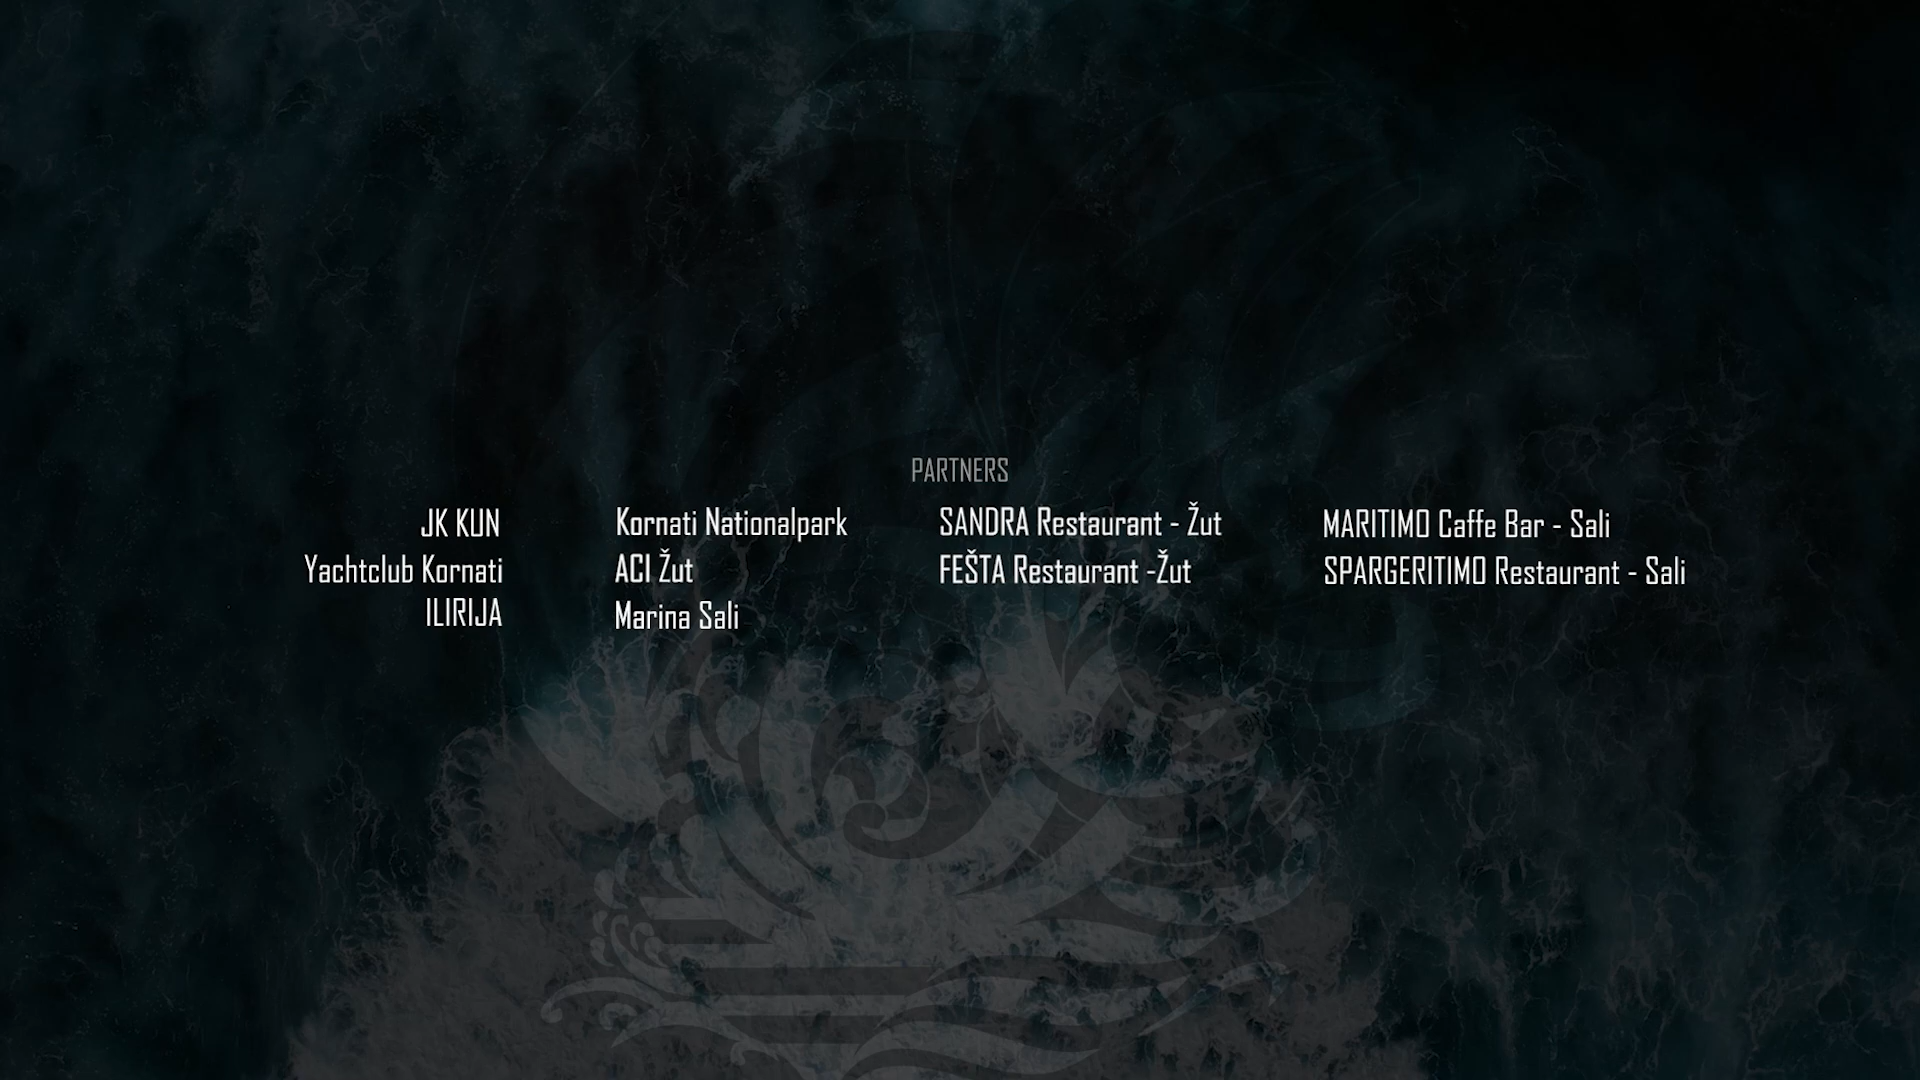 PARTNERS
JK KUN
Yachtclub Kornati
ILIRIJA
Kornati Nationalpark
ACI Žut
Marina Sali
SANDRA Restaurant - Žut
FEŠTA Restaurant -Žut
MARITIMO Caffe Bar - Sali
SPARGERITIMO Restaurant - Sali